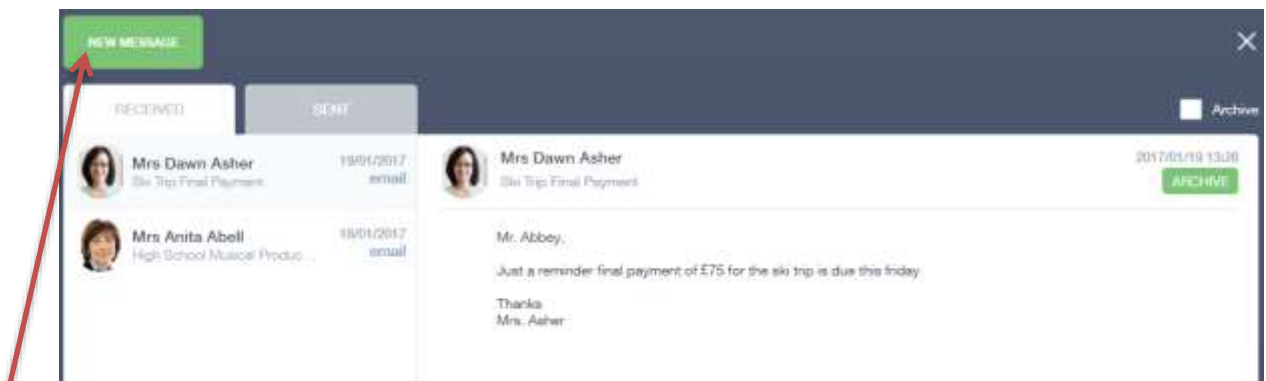 NEW MESSAGE
RECEIVED
SENT
Archive
Mrs Dawn Asher
19/01/2017
Ski Trip Final Payment
email
Mrs Anita Abell
18/01/2017
High School Musical Produc...
email
Mrs Dawn Asher
2017/01/19 13:28
Ski Trip Final Payment
ARCHIVE
Mr. Abbey,
Just a reminder final payment of £75 for the ski trip is due this friday
Thanks
Mrs. Asher